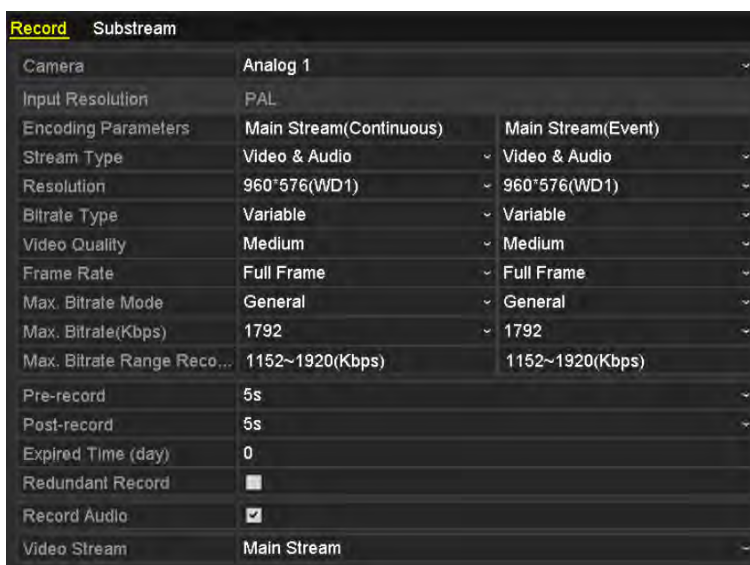 Record Substream
Camera Analog 1
Input Resolution PAL
Encoding Parameters Main Stream(Continuous) Main Stream(Event)
Stream Type Video & Audio Video & Audio
Resolution 960*576(WD1) 960*576(WD1)
Bitrate Type Variable Variable
Video Quality Medium Medium
Frame Rate Full Frame Full Frame
Max. Bitrate Mode General General
Max. Bitrate(Kbps) 1792 1792
Max. Bitrate Range Reco... 1152~1920(Kbps) 1152~1920(Kbps)
Pre-record 5s
Post-record 5s
Expired Time (day) 0
Redundant Record
Record Audio
Video Stream Main Stream